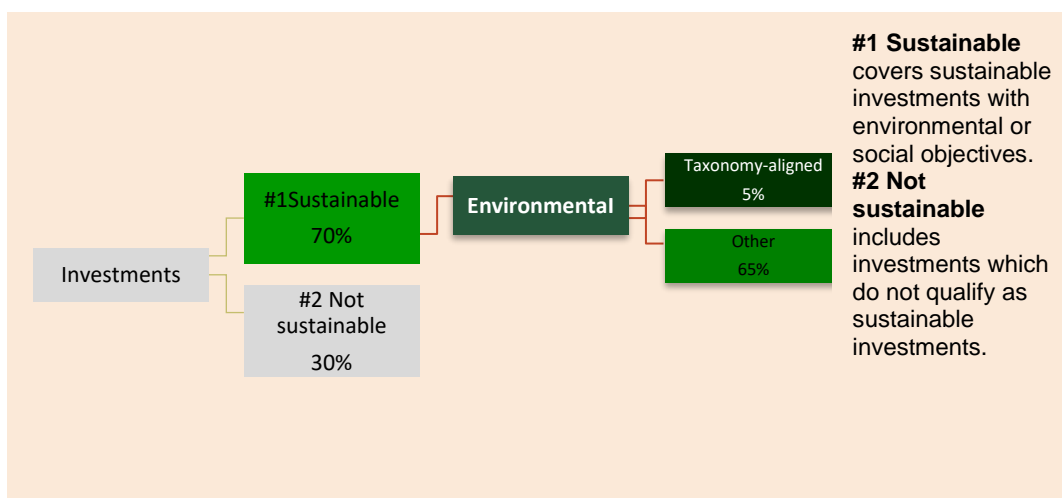 Investments
#1Sustainable
70%
#2 Not
sustainable
30%
Environmental
Taxonomy-aligned
5%
Other
65%
#1 Sustainable
covers sustainable
investments with
environmental or
social objectives.
#2 Not
sustainable
includes
investments which
do not qualify as
sustainable
investments.